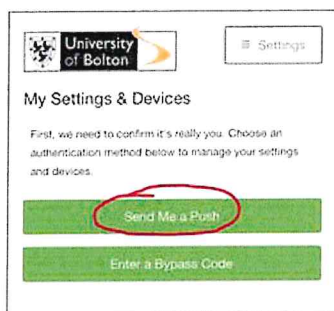 University
of Bolton
≡ Settings
My Settings & Devices
First, we need to confirm it's really you. Choose an
authentication method below to manage your settings
and devices.
Send Me a Push
Enter a Bypass Code